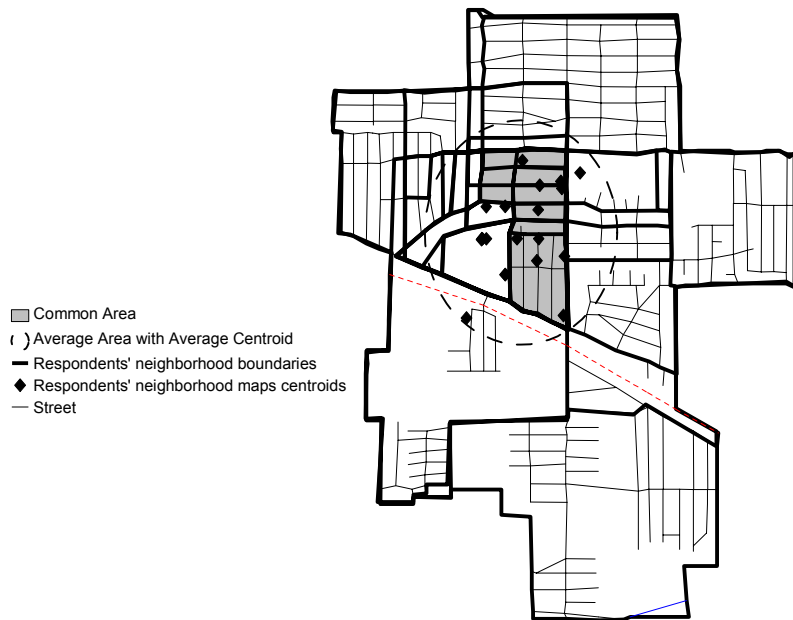 Common Area
Average Area with Average Centroid
Respondents' neighborhood boundaries
Respondents' neighborhood maps centroids
Street